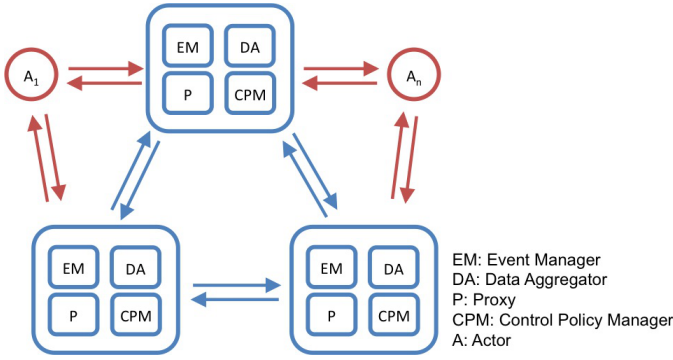 EM DA
A1 An
P CPM
EM DA EM DA
P CPM P CPM
EM: Event Manager
DA: Data Aggregator
P: Proxy
CPM: Control Policy Manager
A: Actor